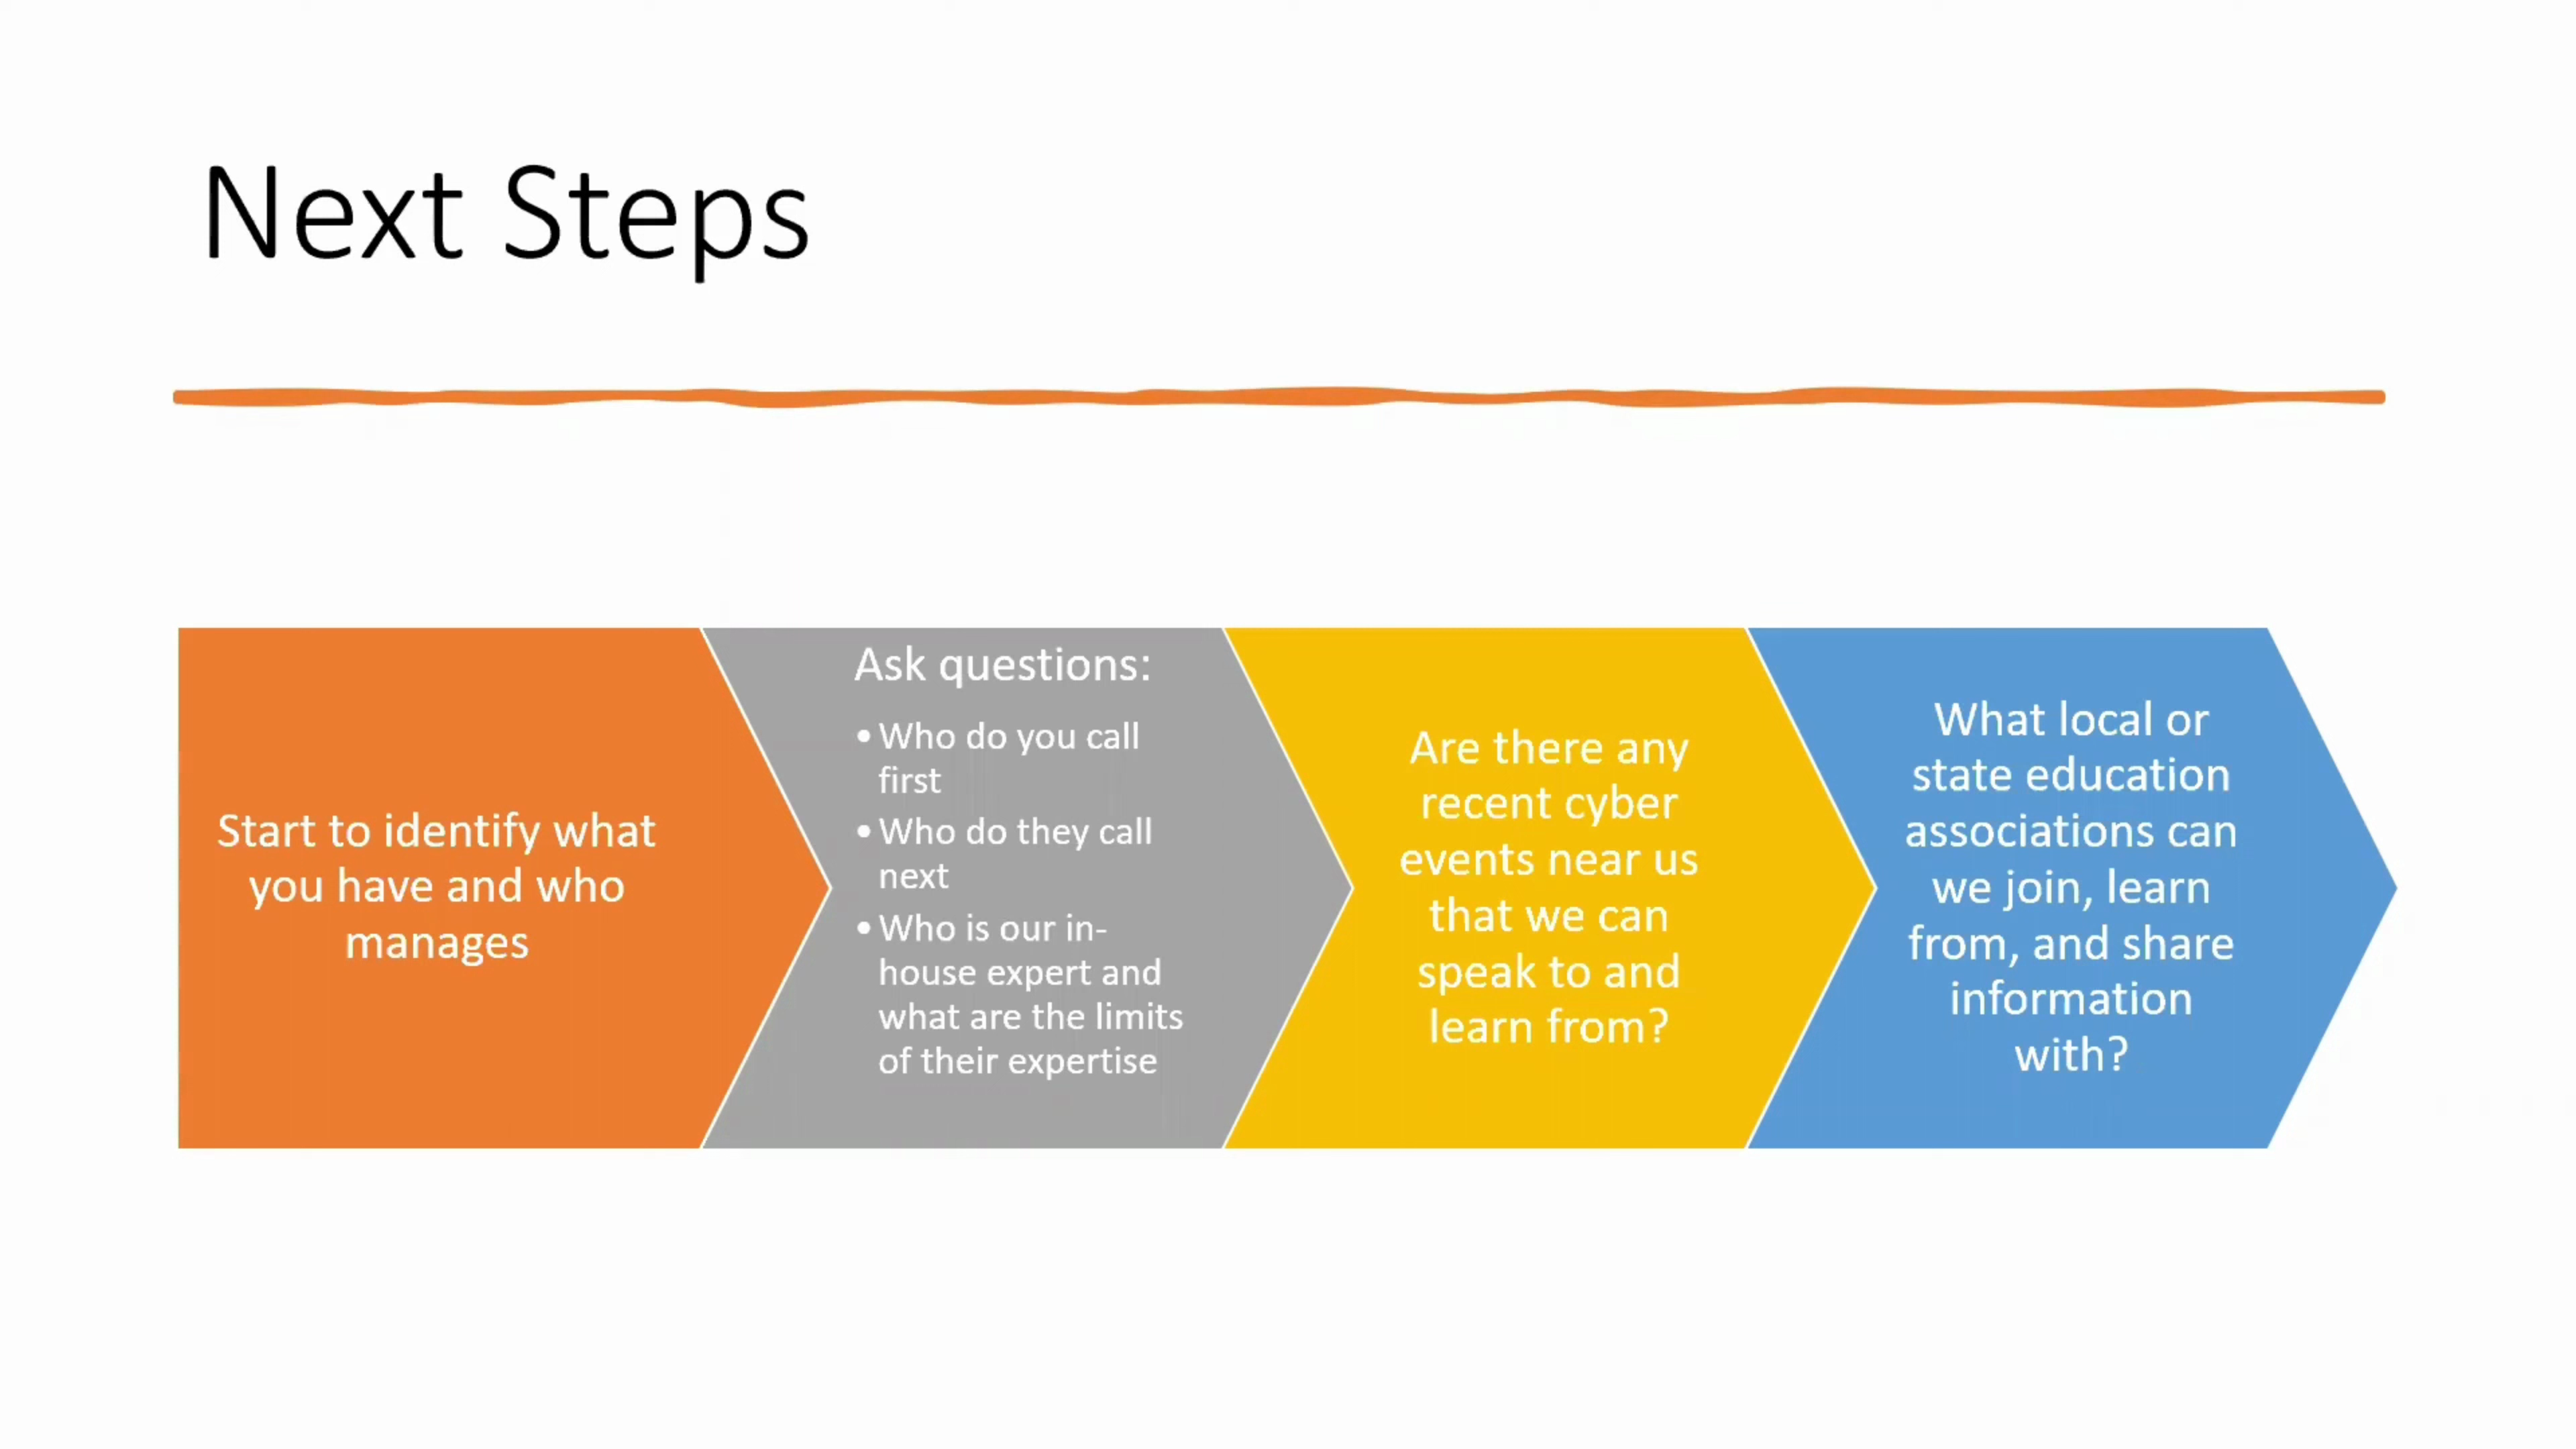 Next Steps
Start to identify what
you have and who
manages
Ask questions:
• Who do you call
first
• Who do they call
next
• Who is our in-
house expert and
what are the limits
of their expertise
Are there any
recent cyber
events near us
that we can
speak to and
learn from?
What local or
state education
associations can
we join, learn
from, and share
information
with?